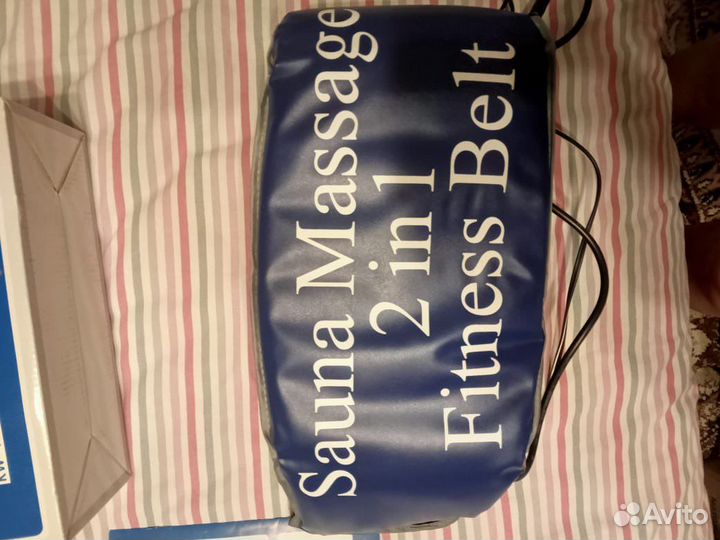 Sauna Massage
2 in 1
Fitness Belt
Avito